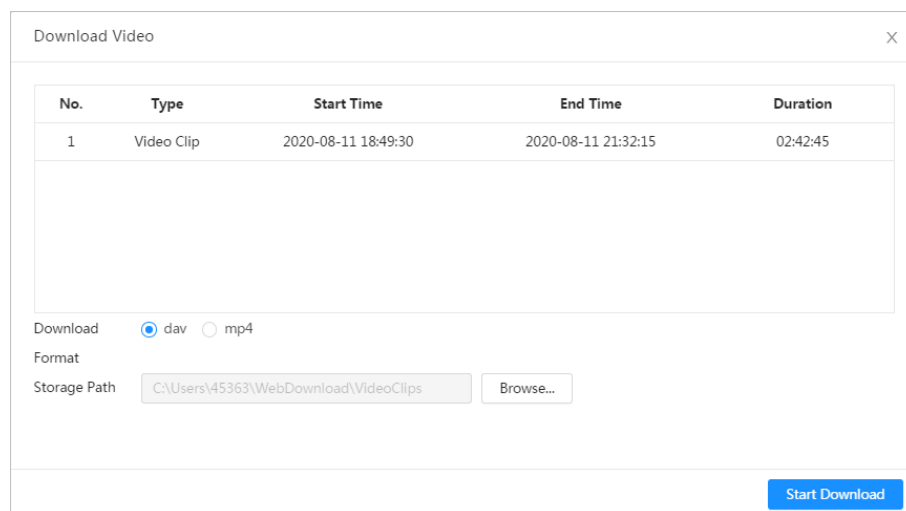 Download Video X
No. Type Start Time End Time Duration
1 Video Clip 2020-08-11 18:49:30 2020-08-11 21:32:15 02:42:45
Download dav mp4
Format
Storage Path C:\Users\45363\WebDownload\VideoClips Browse...
Start Download